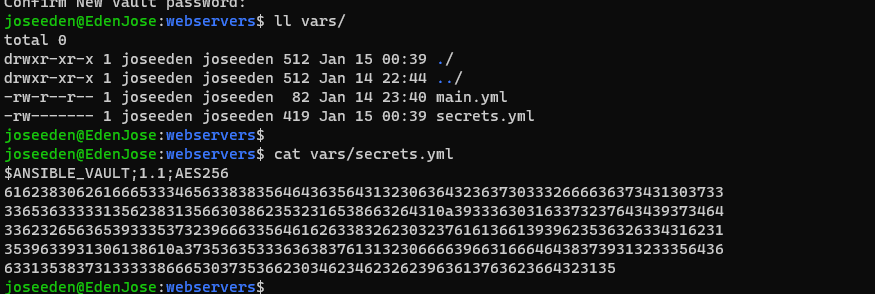 Confirm New Vault password:
joseeden@EdenJose:webservers$ ll vars/
total 0
drwxr-xr-x 1 joseeden joseeden 512 Jan 15 00:39 ./
drwxr-xr-x 1 joseeden joseeden 512 Jan 14 22:44 ../
-rw-r--r-- 1 joseeden joseeden  82 Jan 14 23:40 main.yml
-rw------- 1 joseeden joseeden 419 Jan 15 00:39 secrets.yml
joseeden@EdenJose:webservers$
joseeden@EdenJose:webservers$ cat vars/secrets.yml
$ANSIBLE_VAULT;1.1;AES256
61623830626166653334656338383564646365643132306364323637303332666636373431303733
3365363333331356238313566303862353231653866326431 0a393336303163373237643439373464
33623265636539333537323966633564616263383262303237616136613939623536326334316231
3539633931306138610a373536353336363837613132306666396631666464383739313233356436
63313538373133333866653037353662303462346232623963613763623664323135
joseeden@EdenJose:webservers$